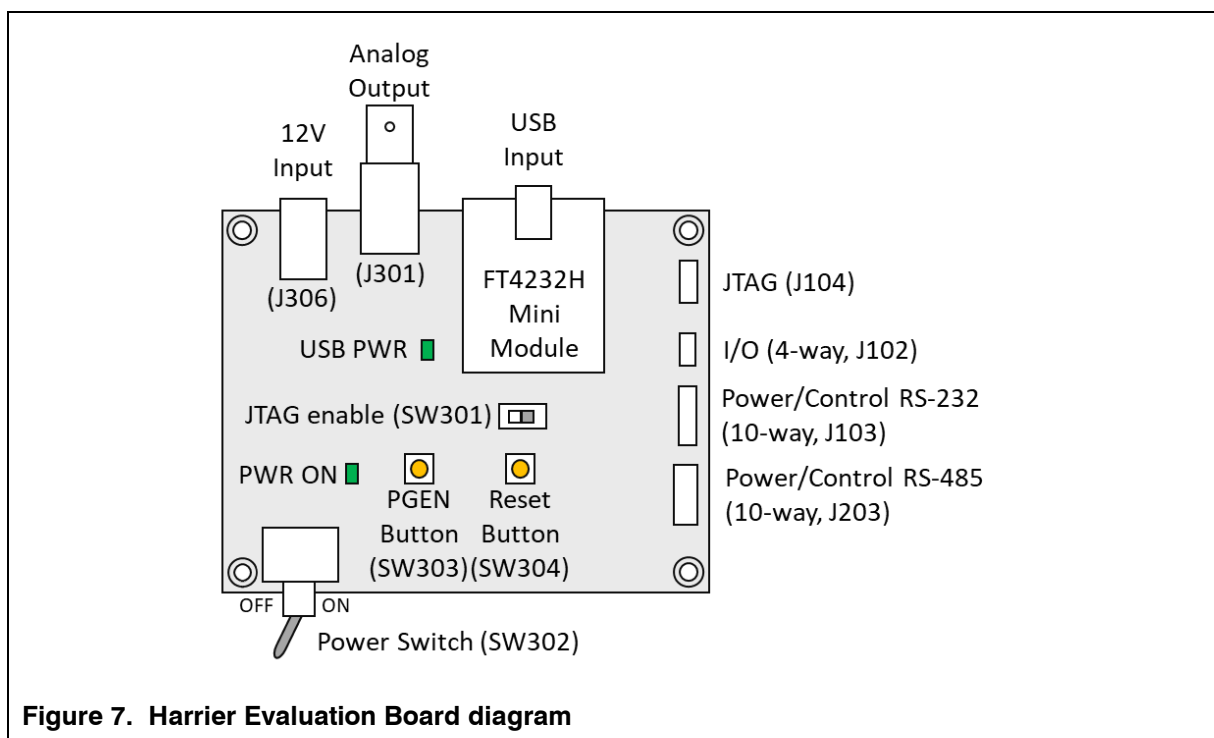 Analog
Output
12V
Input
USB
Input
(J306)
(J301)
FT4232H
Mini
Module
JTAG (J104)
USB PWR
I/O (4-way, J102)
JTAG enable (SW301)
Power/Control RS-232
(10-way, J103)
PWR ON
PGEN
Button
(SW303)
Reset
Button
(SW304)
Power/Control RS-485
(10-way, J203)
OFF
ON
Power Switch (SW302)
Figure 7. Harrier Evaluation Board diagram